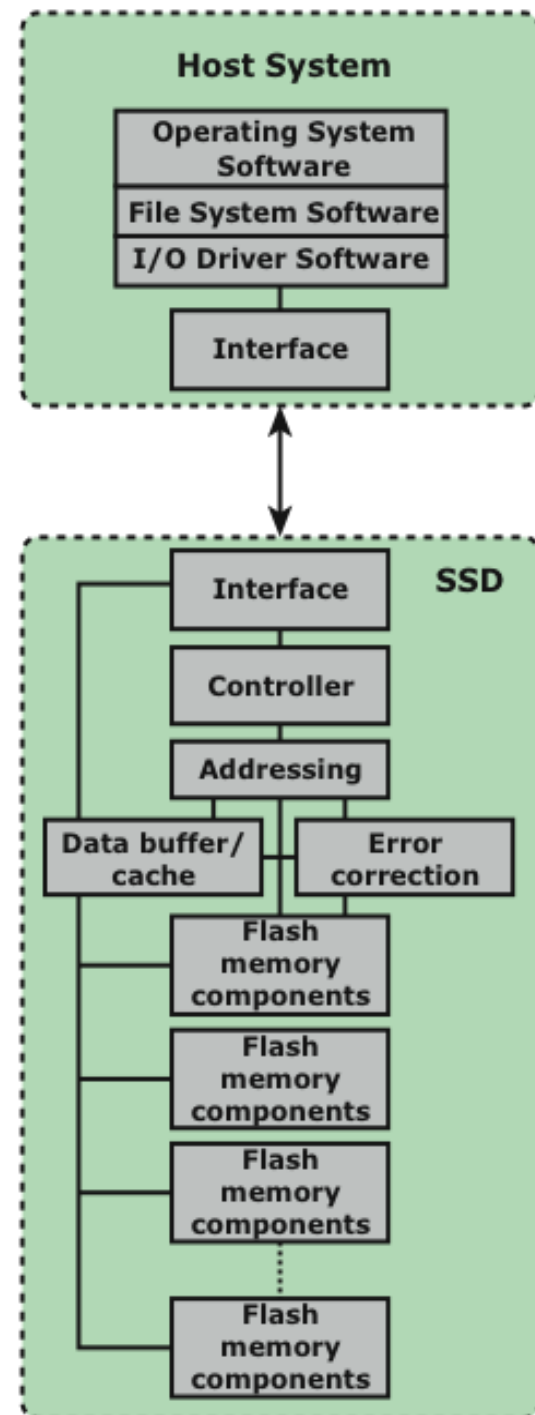 Host System
Operating System
Software
File System Software
I/O Driver Software
Interface
Interface
SSD
Controller
Addressing
Data buffer/
cache
Error
correction
Flash
memory
components
Flash
memory
components
Flash
memory
components
Flash
memory
components